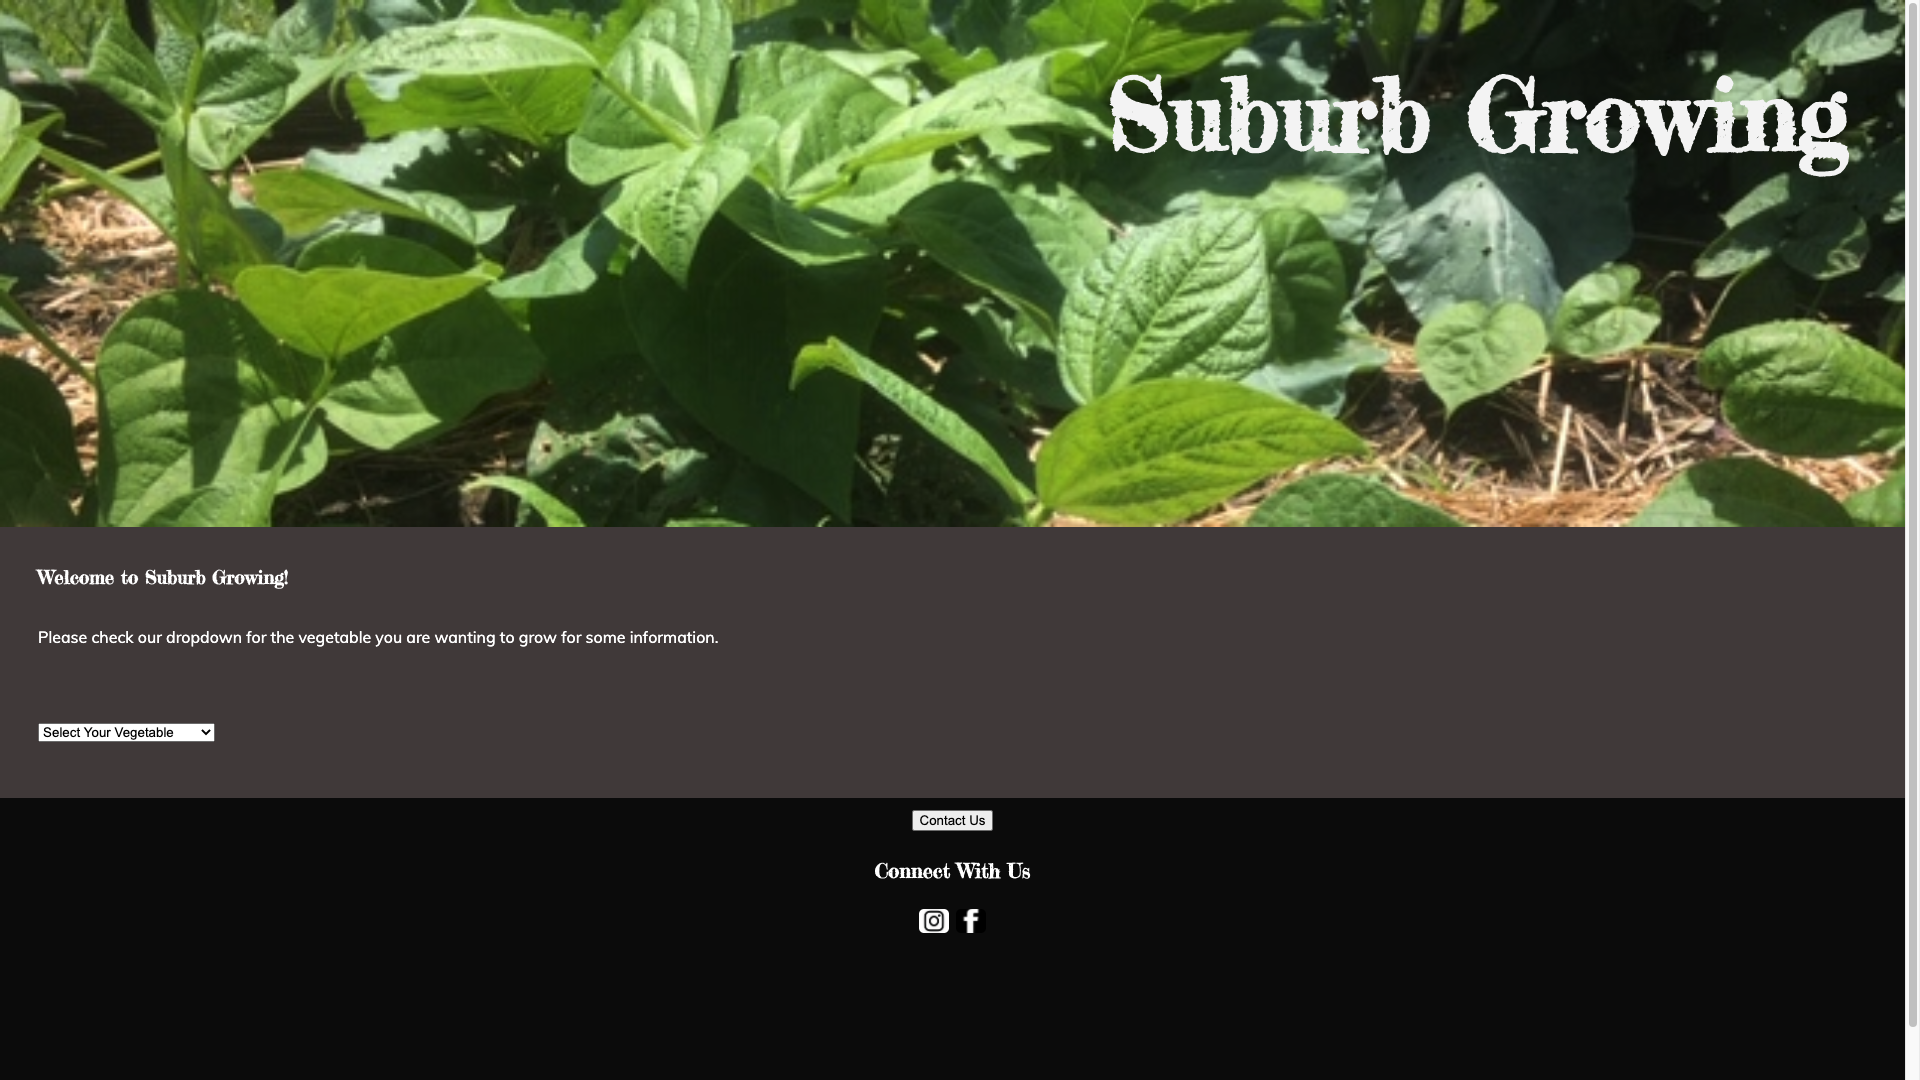 Suburb Growing
Welcome to Suburb Growing!
Please check our dropdown for the vegetable you are wanting to grow for some information.
Select Your Vegetable
Contact Us
Connect With Us